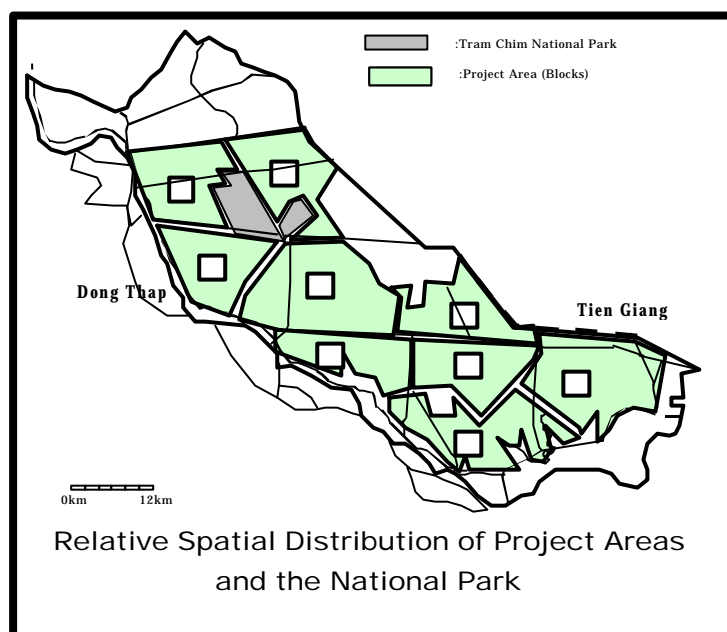 :Tram Chim National Park
:Project Area (Blocks)
Dong Thap
Tien Giang
0km 12km
Relative Spatial Distribution of Project Areas
and the National Park